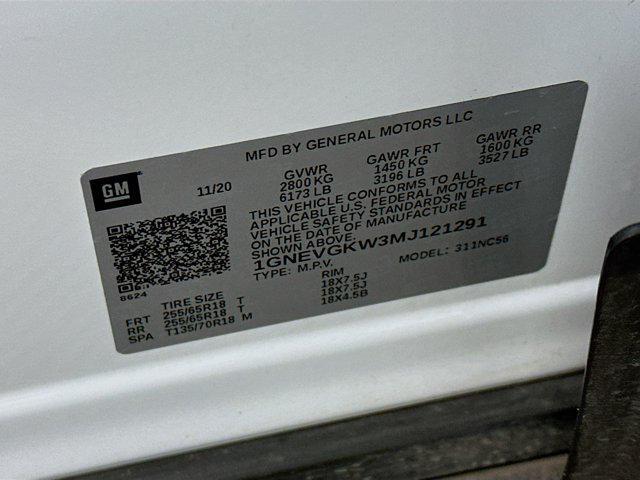 MFD BY GENERAL MOTORS LLC
GM
11/20
GVWR GAWR FRT GAWR RR
2800 KG 1450 KG 1600 KG
6173 LB 3196 LB 3527 LB
THIS VEHICLE CONFORMS TO ALL
APPLICABLE U.S. FEDERAL MOTOR
VEHICLE SAFETY STANDARDS IN EFFECT
ON THE DATE OF MANUFACTURE
SHOWN ABOVE.
1GNEVGKW3MJ121291
TYPE: M.P.V. MODEL: 311NC56
8624
TIRE SIZE RIM
FRT 255/65R18 T 18X7.5J
RR 255/65R18 T 18X7.5J
SPA T135/70R18 M 18X4.5B